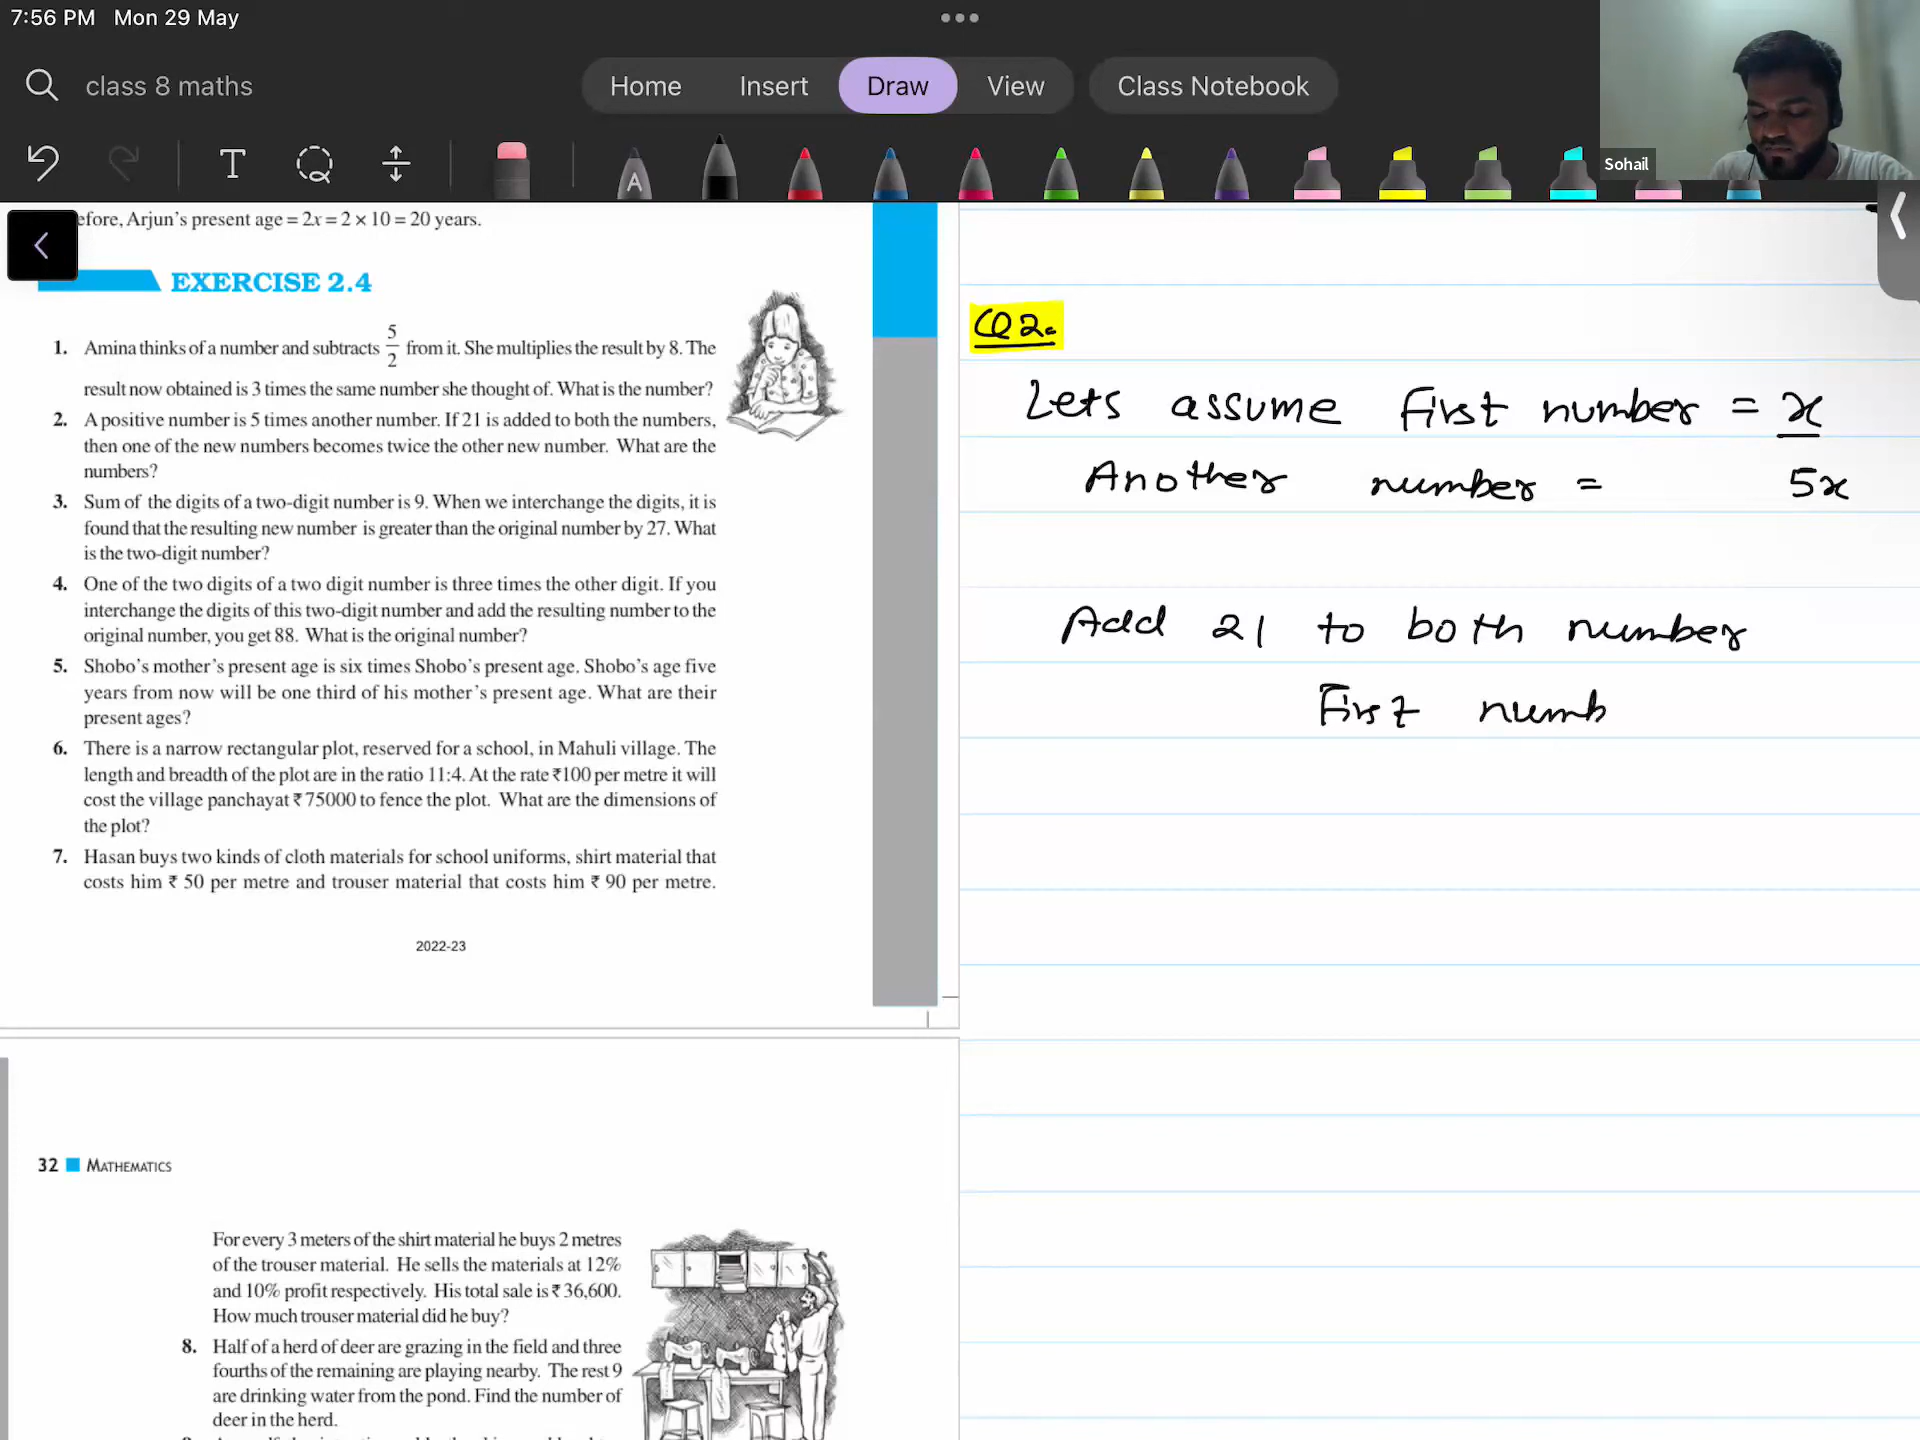 7:56 PM Mon 29 May
class 8 maths
Home Insert Draw View Class Notebook
T A
Sohail
efore, Arjun's present age = 2x = 2 × 10 = 20 years.
EXERCISE 2.4
1. Amina thinks of a number and subtracts 5/2 from it. She multiplies the result by 8. The
result now obtained is 3 times the same number she thought of. What is the number?
2. A positive number is 5 times another number. If 21 is added to both the numbers,
then one of the new numbers becomes twice the other new number. What are the
numbers?
3. Sum of the digits of a two-digit number is 9. When we interchange the digits, it is
found that the resulting new number is greater than the original number by 27. What
is the two-digit number?
4. One of the two digits of a two digit number is three times the other digit. If you
interchange the digits of this two-digit number and add the resulting number to the
original number, you get 88. What is the original number?
5. Shobo's mother's present age is six times Shobo's present age. Shobo's age five
years from now will be one third of his mother's present age. What are their
present ages?
6. There is a narrow rectangular plot, reserved for a school, in Mahuli village. The
length and breadth of the plot are in the ratio 11:4. At the rate ₹100 per metre it will
cost the village panchayat ₹ 75000 to fence the plot. What are the dimensions of
the plot?
7. Hasan buys two kinds of cloth materials for school uniforms, shirt material that
costs him ₹ 50 per metre and trouser material that costs him ₹ 90 per metre.
2022-23
32 MATHEMATICS
For every 3 meters of the shirt material he buys 2 metres
of the trouser material. He sells the materials at 12%
and 10% profit respectively. His total sale is ₹ 36,600.
How much trouser material did he buy?
8. Half of a herd of deer are grazing in the field and three
fourths of the remaining are playing nearby. The rest 9
are drinking water from the pond. Find the number of
deer in the herd.
Q2.
Lets assume First number = x
Another number = 5x
Add 21 to both number
First numb